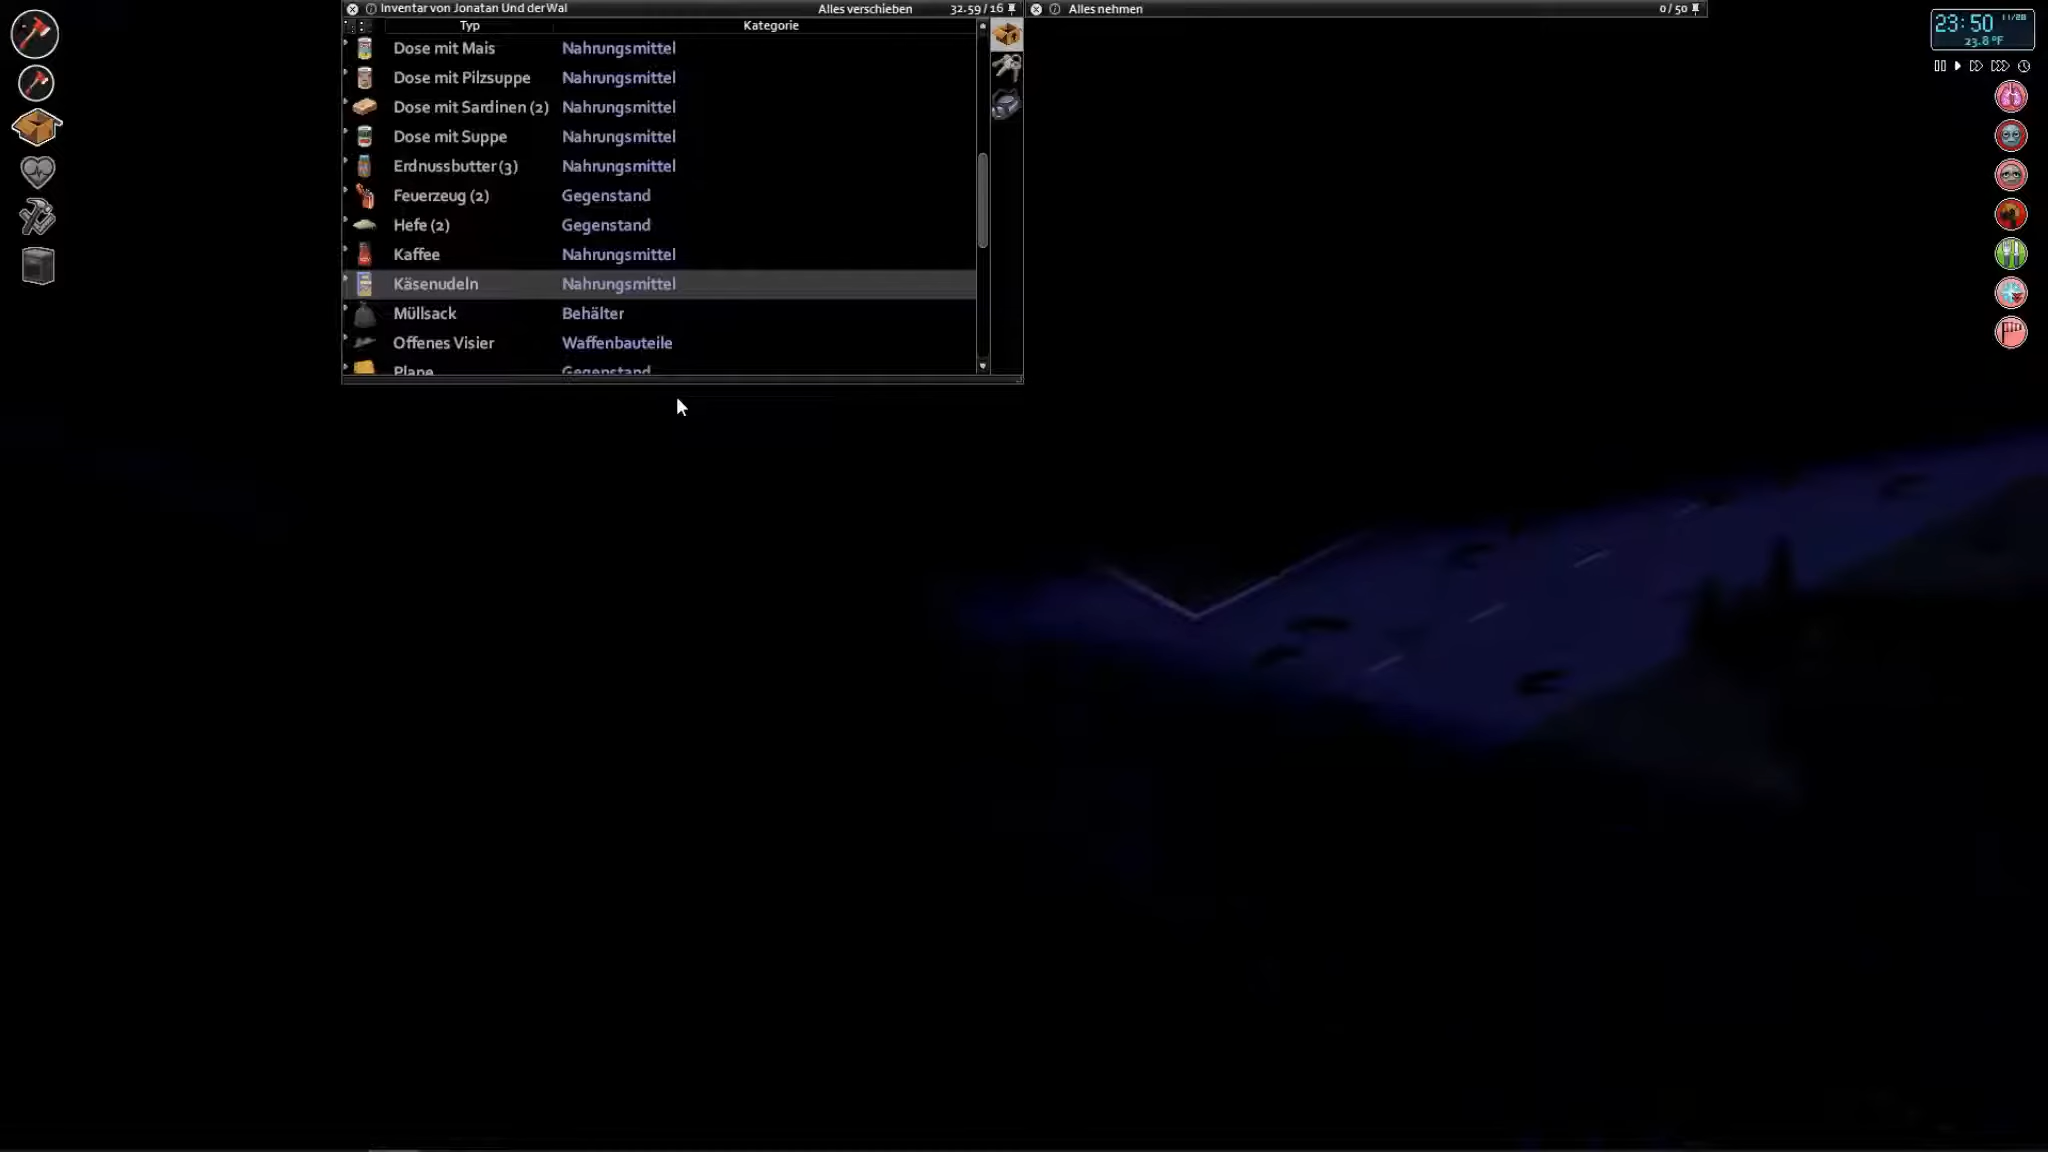 Inventar von Jonatan Und der Wal Alles verschieben 32.59 / 16
Alles nehmen 0 / 50
Typ Kategorie
Dose mit Mais Nahrungsmittel
Dose mit Pilzsuppe Nahrungsmittel
Dose mit Sardinen (2) Nahrungsmittel
Dose mit Suppe Nahrungsmittel
Erdnussbutter (3) Nahrungsmittel
Feuerzeug (2) Gegenstand
Hefe (2) Gegenstand
Kaffee Nahrungsmittel
Käsenudeln Nahrungsmittel
Müllsack Behälter
Offenes Visier Waffenbauteile
Plane Gegenstand
23:50 11/28
23.8 °F